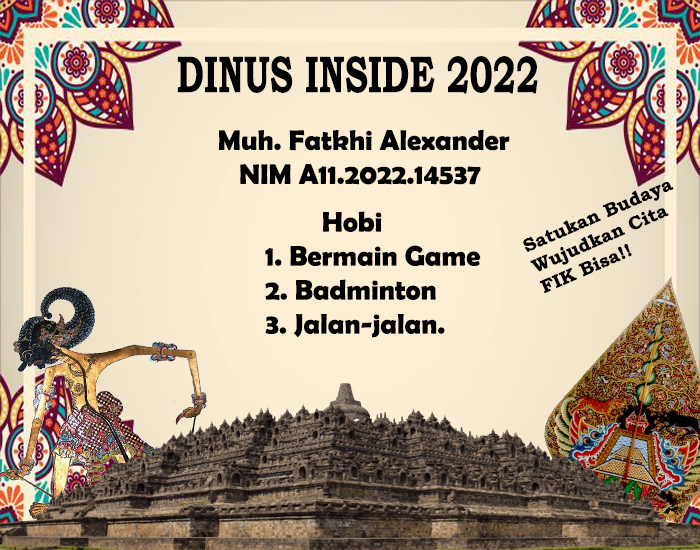 DINUS INSIDE 2022
Muh. Fatkhi Alexander
NIM A11.2022.14537
Hobi
1. Bermain Game
2. Badminton
3. Jalan-jalan.
Satukan Budaya
Wujudkan Cita
FIK Bisa!!